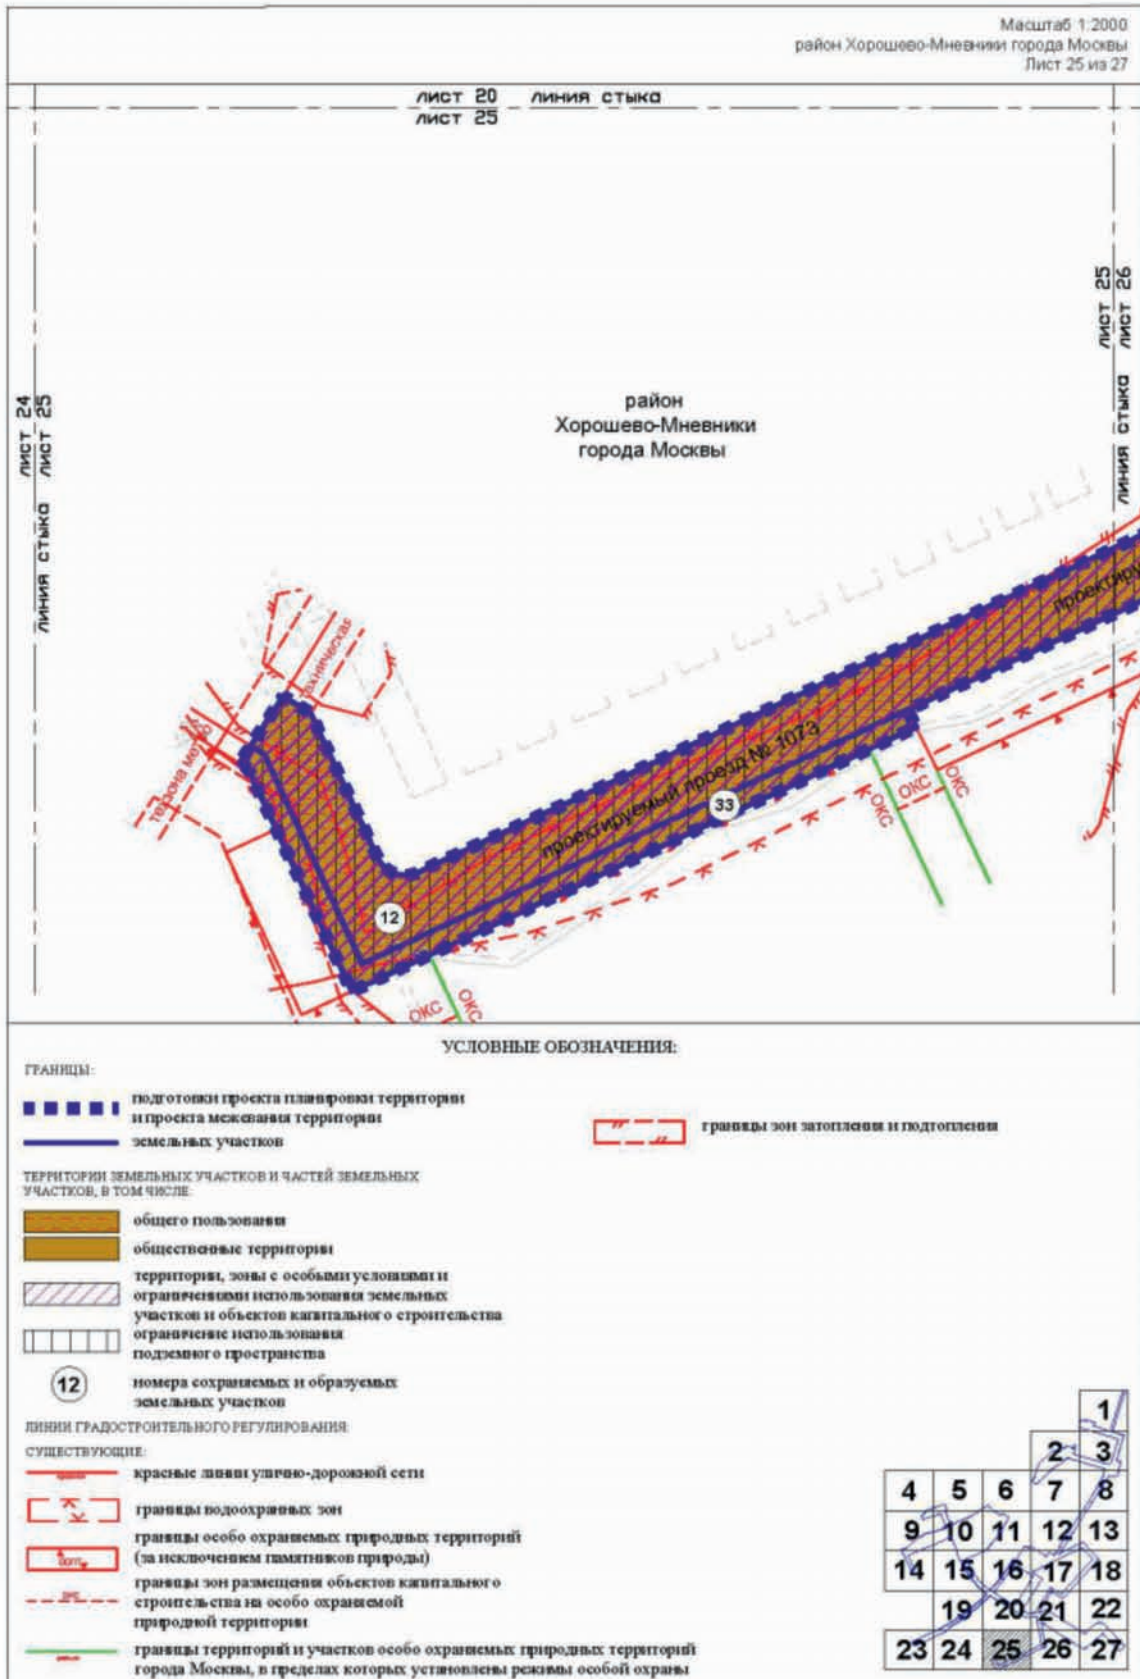 Масштаб 1:2000
район Хорошево-Мневники города Москвы
Лист 25 из 27
лист 20 линия стыка
лист 25
лист 24
лист 25
линия стыка
лист 25
лист 26
линия стыка
район
Хорошево-Мневники
города Москвы
техзона метро
проектируемый проезд № 1073
33
12
ОКС
ОКС
ОКС
ОКС
ОКС
УСЛОВНЫЕ ОБОЗНАЧЕНИЯ:
ГРАНИЦЫ:
подготовки проекта планировки территории
и проекта межевания территории
земельных участков
границы зон затопления и подтопления
ТЕРРИТОРИИ ЗЕМЕЛЬНЫХ УЧАСТКОВ И ЧАСТЕЙ ЗЕМЕЛЬНЫХ
УЧАСТКОВ, В ТОМ ЧИСЛЕ:
общего пользования
общественные территории
территории, зоны с особыми условиями и
ограничениями использования земельных
участков и объектов капитального строительства
ограничение использования
подземного пространства
12
номера сохраняемых и образуемых
земельных участков
ЛИНИИ ГРАДОСТРОИТЕЛЬНОГО РЕГУЛИРОВАНИЯ:
СУЩЕСТВУЮЩИЕ:
красные линии улично-дорожной сети
границы водоохранных зон
границы особо охраняемых природных территорий
(за исключением памятников природы)
границы зон размещения объектов капитального
строительства на особо охраняемой
природной территории
границы территорий и участков особо охраняемых природных территорий
города Москвы, в пределах которых установлены режимы особой охраны
1
2 3
4 5 6 7 8
9 10 11 12 13
14 15 16 17 18
19 20 21 22
23 24 25 26 27